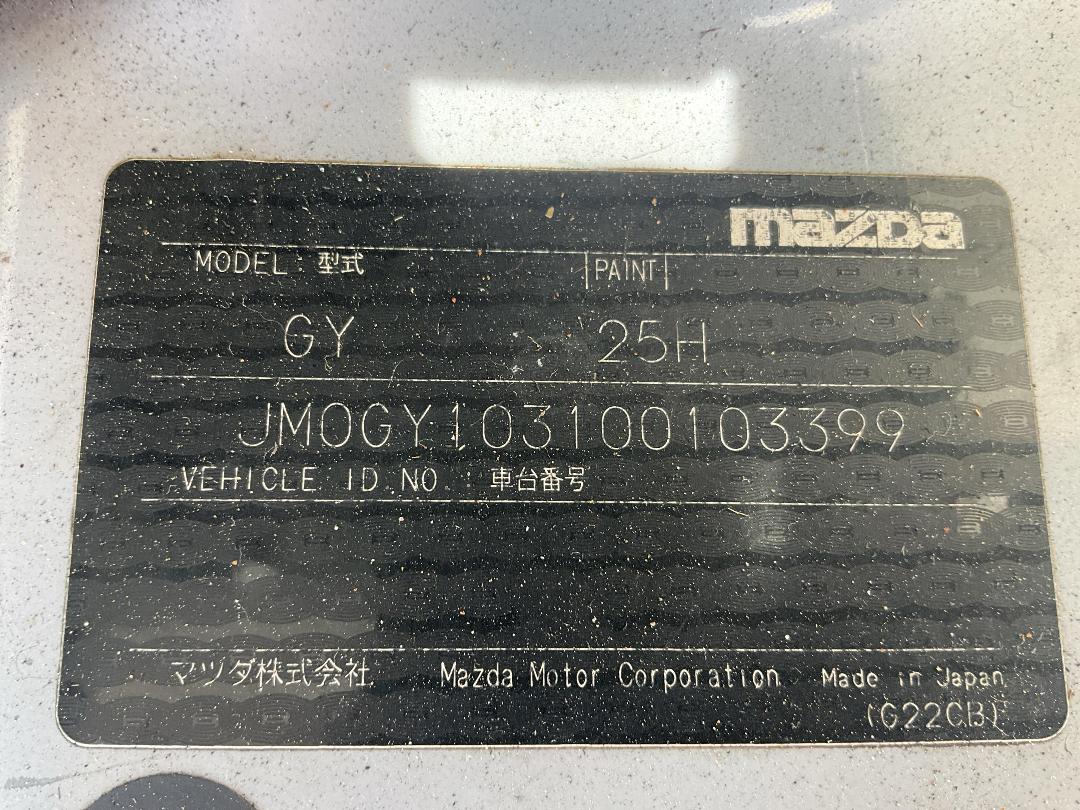 mazda
MODEL 型式 PAINT
GY 25H
JM0GY103100103399
VEHICLE ID NO. 車台番号
マツダ株式会社 Mazda Motor Corporation Made in Japan
(G22CB)